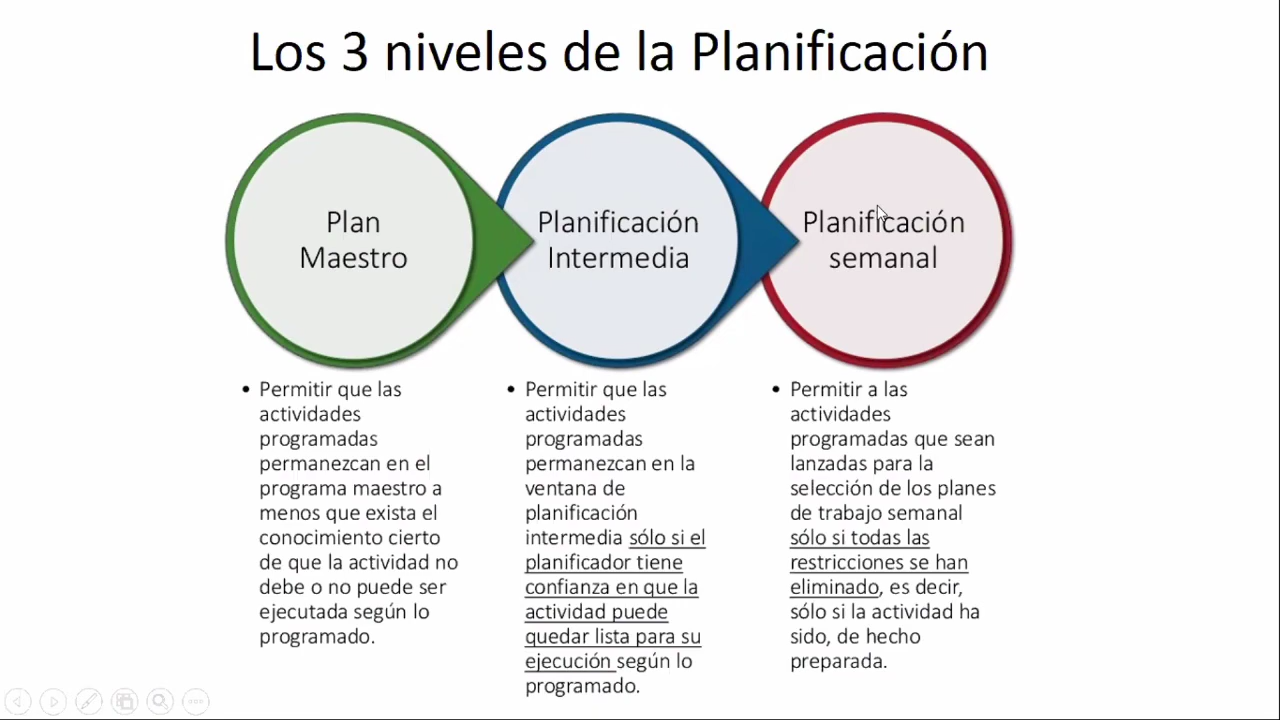 Los 3 niveles de la Planificación
Plan
Maestro
Planificación
Intermedia
Planificación
semanal
• Permitir que las
actividades
programadas
permanezcan en el
programa maestro a
menos que exista el
conocimiento cierto
de que la actividad no
debe o no puede ser
ejecutada según lo
programado.
• Permitir que las
actividades
programadas
permanezcan en la
ventana de
planificación
intermedia sólo si el
planificador tiene
confianza en que la
actividad puede
quedar lista para su
ejecución según lo
programado.
• Permitir a las
actividades
programadas que sean
lanzadas para la
selección de los planes
de trabajo semanal
sólo si todas las
restricciones se han
eliminado, es decir,
sólo si la actividad ha
sido, de hecho
preparada.